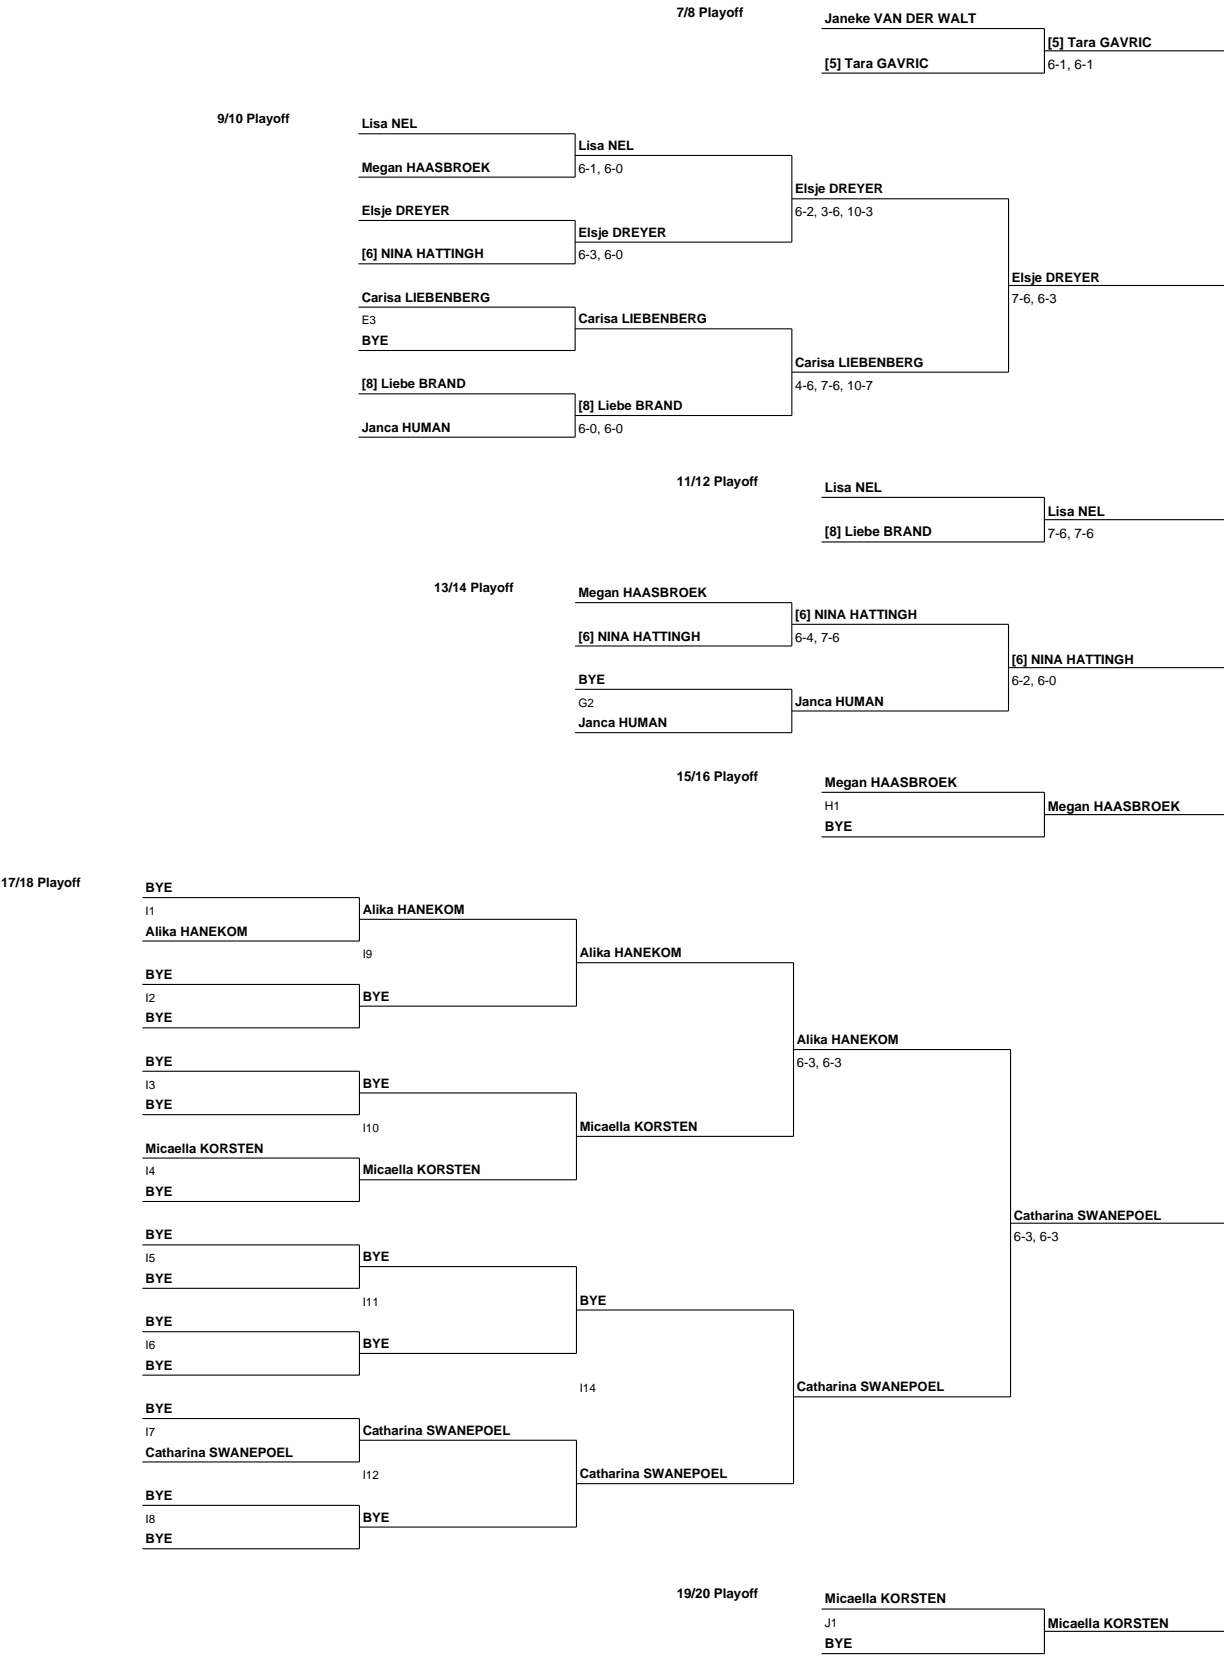 7/8 Playoff
Janeke VAN DER WALT
[5] Tara GAVRIC
[5] Tara GAVRIC
6-1, 6-1
9/10 Playoff
Lisa NEL
Lisa NEL
Megan HAASBROEK
6-1, 6-0
Elsje DREYER
Elsje DREYER
6-2, 3-6, 10-3
Elsje DREYER
[6] NINA HATTINGH
6-3, 6-0
Elsje DREYER
Carisa LIEBENBERG
7-6, 6-3
E3
Carisa LIEBENBERG
BYE
Carisa LIEBENBERG
[8] Liebe BRAND
4-6, 7-6, 10-7
[8] Liebe BRAND
Janca HUMAN
6-0, 6-0
11/12 Playoff
Lisa NEL
Lisa NEL
[8] Liebe BRAND
7-6, 7-6
13/14 Playoff
Megan HAASBROEK
[6] NINA HATTINGH
[6] NINA HATTINGH
6-4, 7-6
[6] NINA HATTINGH
BYE
6-2, 6-0
G2
Janca HUMAN
Janca HUMAN
15/16 Playoff
Megan HAASBROEK
H1
Megan HAASBROEK
BYE
17/18 Playoff
BYE
I1
Alika HANEKOM
Alika HANEKOM
I9
Alika HANEKOM
BYE
I2
BYE
BYE
Alika HANEKOM
6-3, 6-3
BYE
I3
BYE
BYE
I10
Micaella KORSTEN
Micaella KORSTEN
I4
Micaella KORSTEN
BYE
Catharina SWANEPOEL
6-3, 6-3
BYE
I5
BYE
BYE
I11
BYE
BYE
I6
BYE
BYE
I14
Catharina SWANEPOEL
BYE
I7
Catharina SWANEPOEL
Catharina SWANEPOEL
I12
Catharina SWANEPOEL
BYE
I8
BYE
BYE
19/20 Playoff
Micaella KORSTEN
J1
Micaella KORSTEN
BYE